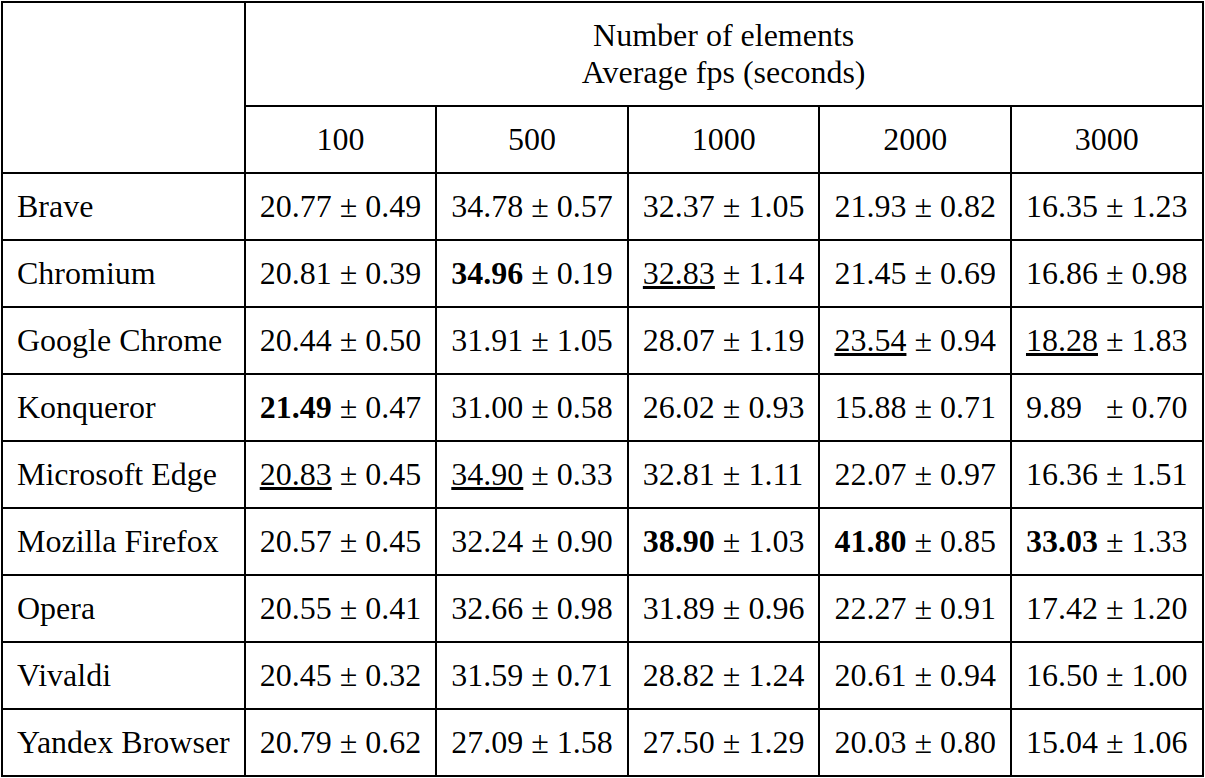 Number of elements
Average fps (seconds)
100 500 1000 2000 3000
Brave 20.77 ± 0.49 34.78 ± 0.57 32.37 ± 1.05 21.93 ± 0.82 16.35 ± 1.23
Chromium 20.81 ± 0.39 34.96 ± 0.19 32.83 ± 1.14 21.45 ± 0.69 16.86 ± 0.98
Google Chrome 20.44 ± 0.50 31.91 ± 1.05 28.07 ± 1.19 23.54 ± 0.94 18.28 ± 1.83
Konqueror 21.49 ± 0.47 31.00 ± 0.58 26.02 ± 0.93 15.88 ± 0.71 9.89 ± 0.70
Microsoft Edge 20.83 ± 0.45 34.90 ± 0.33 32.81 ± 1.11 22.07 ± 0.97 16.36 ± 1.51
Mozilla Firefox 20.57 ± 0.45 32.24 ± 0.90 38.90 ± 1.03 41.80 ± 0.85 33.03 ± 1.33
Opera 20.55 ± 0.41 32.66 ± 0.98 31.89 ± 0.96 22.27 ± 0.91 17.42 ± 1.20
Vivaldi 20.45 ± 0.32 31.59 ± 0.71 28.82 ± 1.24 20.61 ± 0.94 16.50 ± 1.00
Yandex Browser 20.79 ± 0.62 27.09 ± 1.58 27.50 ± 1.29 20.03 ± 0.80 15.04 ± 1.06